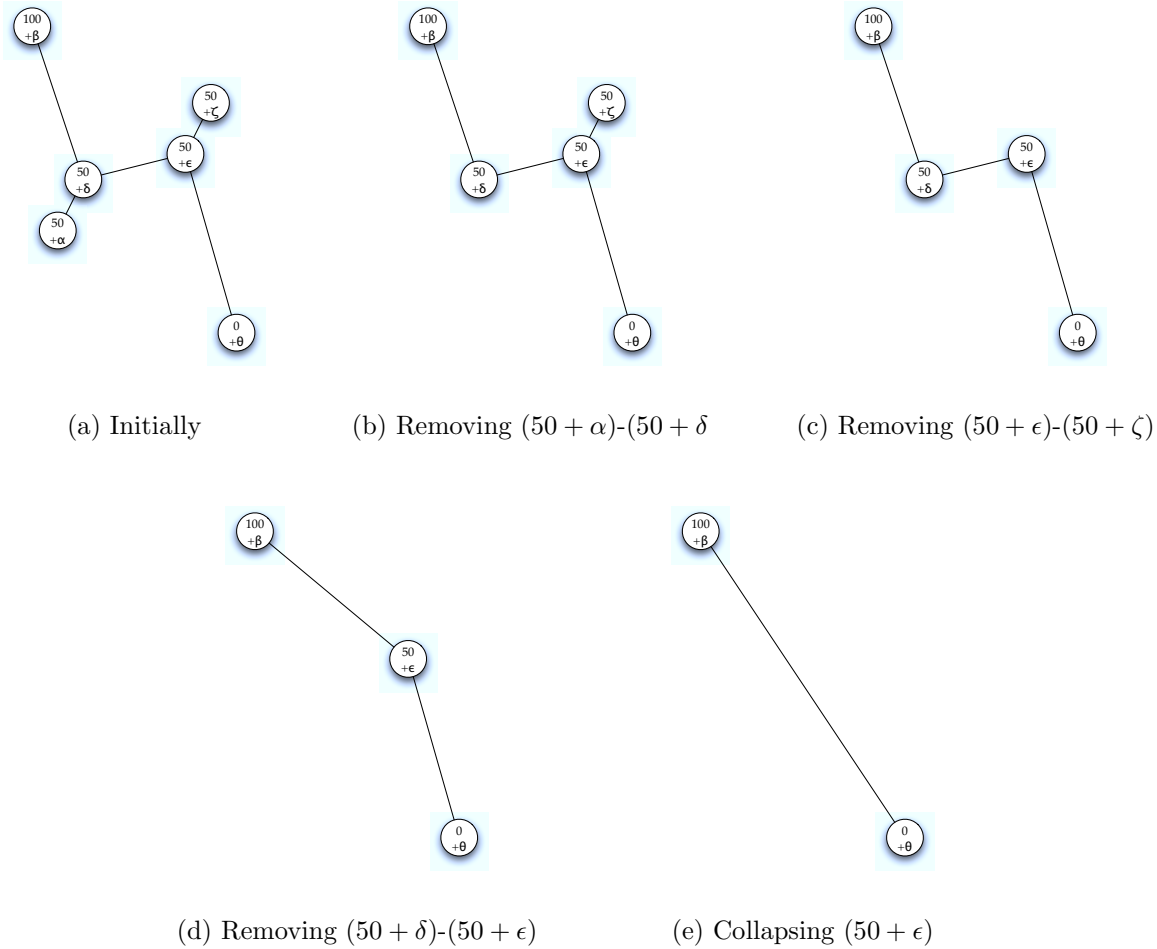 100
+β
50
+ζ
50
+ϵ
50
+δ
50
+α
0
+θ
(a) Initially
100
+β
50
+ζ
50
+ϵ
50
+δ
0
+θ
(b) Removing (50 + α)-(50 + δ
100
+β
50
+ϵ
50
+δ
0
+θ
(c) Removing (50 + ϵ)-(50 + ζ)
100
+β
50
+ϵ
0
+θ
(d) Removing (50 + δ)-(50 + ϵ)
100
+β
0
+θ
(e) Collapsing (50 + ϵ)